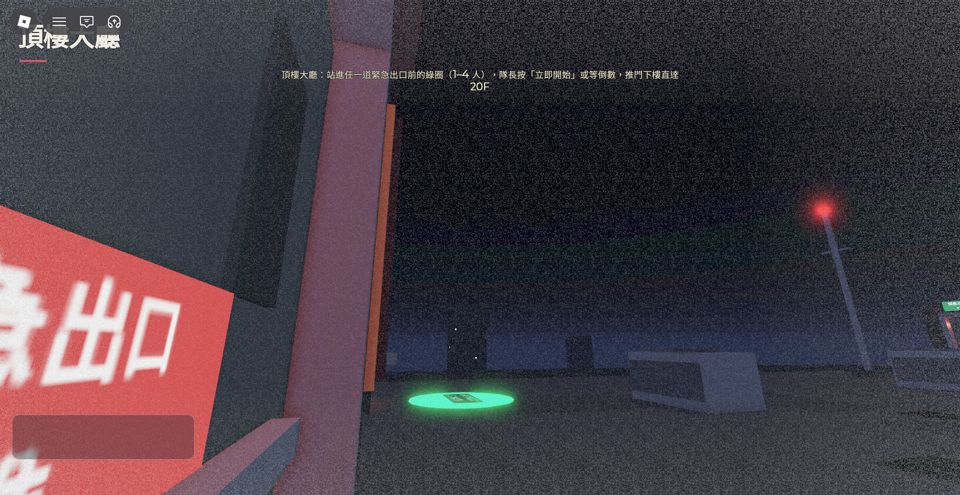 頂樓大廳
頂樓大廳：站進任一道緊急出口前的綠圈（1–4 人），隊長按「立即開始」或等倒數，推門下樓直達
20F
急出口